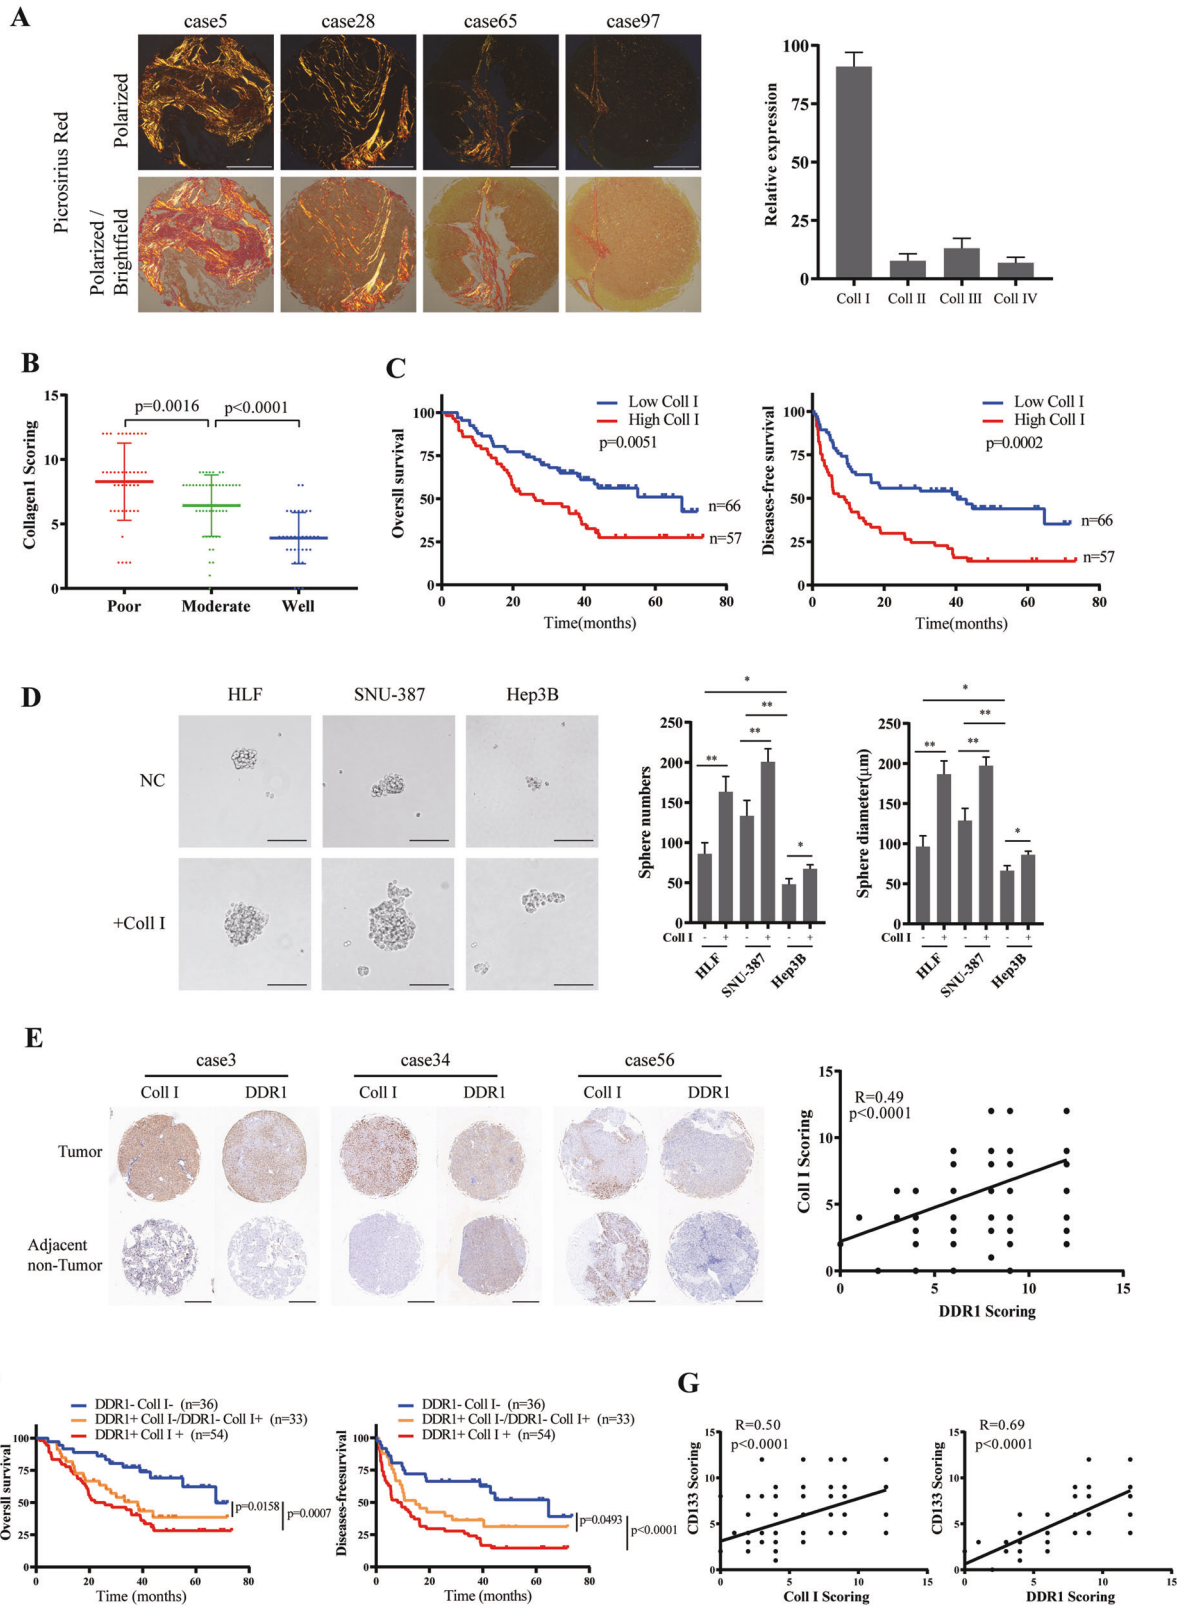 A
case5 case28 case65 case97
Picrosirius Red
Polarized
Polarized /
Brightfield
Relative expression
100
75
50
25
0
Coll I Coll II Coll III Coll IV
B
Collagen1 Scoring
15
10
5
0
p=0.0016 p<0.0001
Poor Moderate Well
C
Oversll survival
100
75
50
25
0
Low Coll I
High Coll I
p=0.0051
n=66
n=57
0 20 40 60 80
Time(months)
Diseases-free survival
100
75
50
25
0
Low Coll I
High Coll I
p=0.0002
n=66
n=57
0 20 40 60 80
Time(months)
D
HLF SNU-387 Hep3B
NC
+Coll I
Sphere numbers
250
200
150
100
50
0
*
**
** **
*
Coll I - + - + - +
HLF SNU-387 Hep3B
Sphere diameter(μm)
250
200
150
100
50
0
*
**
** **
*
- + - + - +
HLF SNU-387 Hep3B
E
case3 case34 case56
Coll I DDR1 Coll I DDR1 Coll I DDR1
Tumor
Adjacent
non-Tumor
Coll I Scoring
15
10
5
0
R=0.49
p<0.0001
0 5 10 15
DDR1 Scoring
DDR1- Coll I- (n=36)
DDR1+ Coll I-/DDR1- Coll I+ (n=33)
DDR1+ Coll I + (n=54)
Oversll survival
100
75
50
25
0
p=0.0158
p=0.0007
0 20 40 60 80
Time (months)
DDR1- Coll I- (n=36)
DDR1+ Coll I-/DDR1- Coll I+ (n=33)
DDR1+ Coll I + (n=54)
Diseases-freesurvival
100
75
50
25
0
p=0.0493
p<0.0001
0 20 40 60 80
Time (months)
G
R=0.50
p<0.0001
CD133 Scoring
15
10
5
0
0 5 10 15
Coll I Scoring
R=0.69
p<0.0001
CD133 Scoring
15
10
5
0
0 5 10 15
DDR1 Scoring